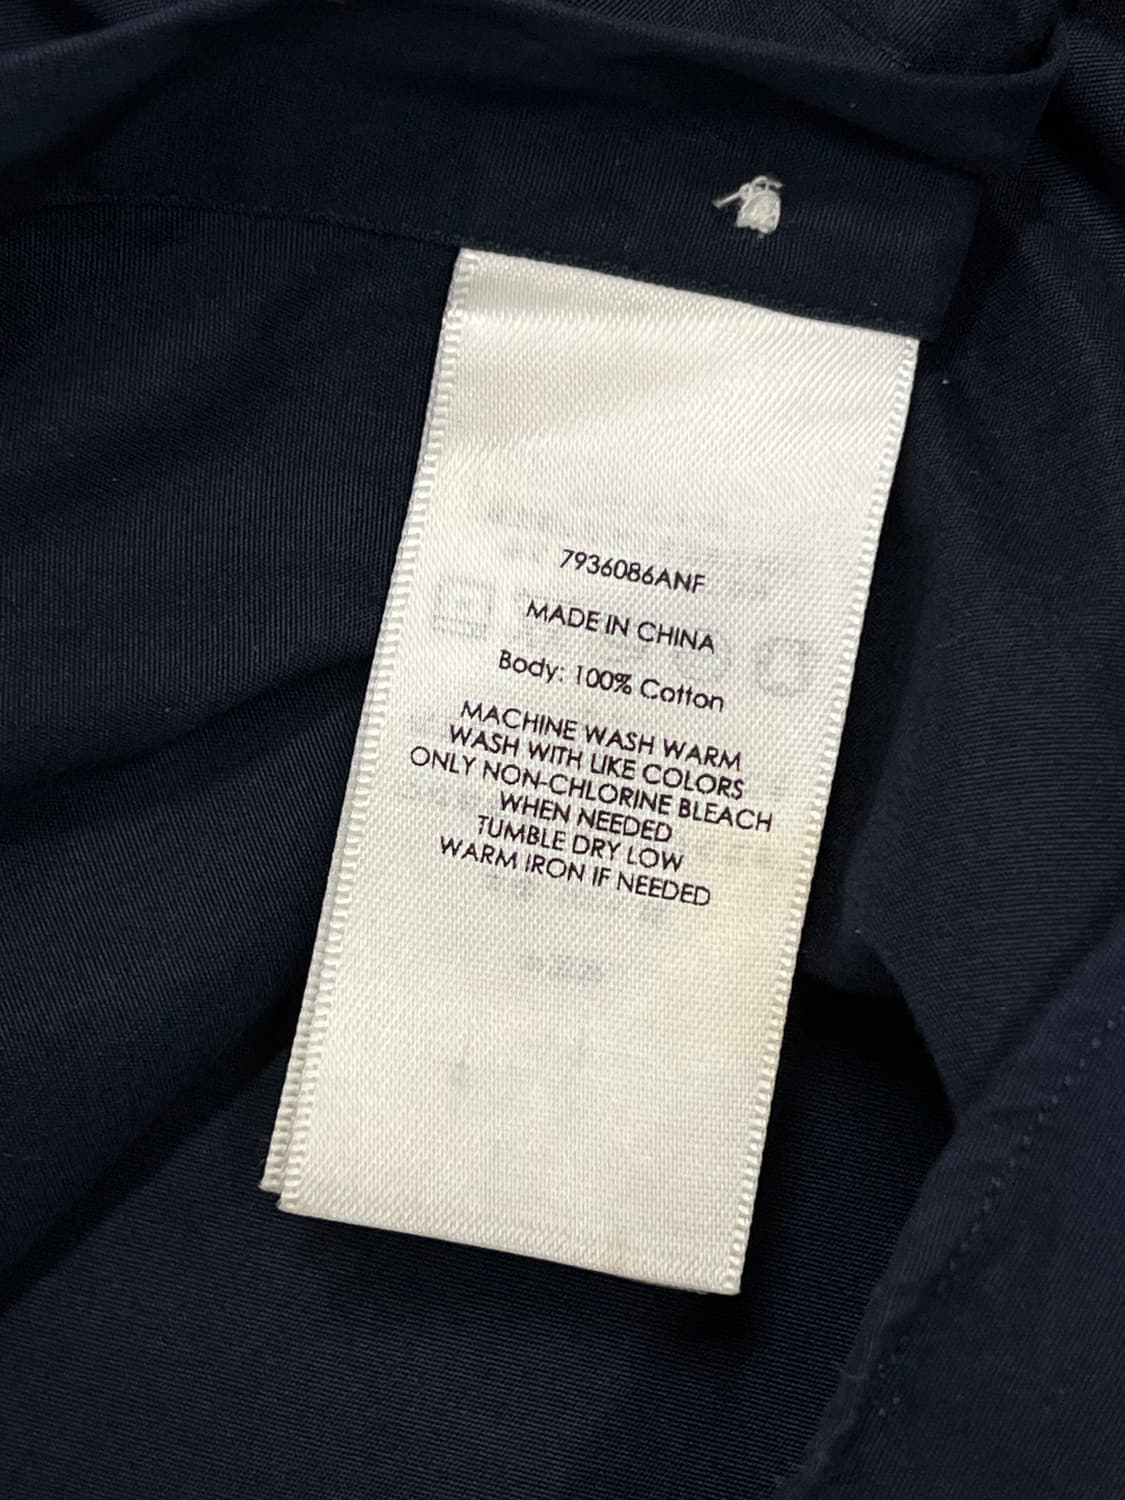 7936086ANF
MADE IN CHINA
Body: 100% Cotton
MACHINE WASH WARM
WASH WITH LIKE COLORS
ONLY NON-CHLORINE BLEACH
WHEN NEEDED
TUMBLE DRY LOW
WARM IRON IF NEEDED